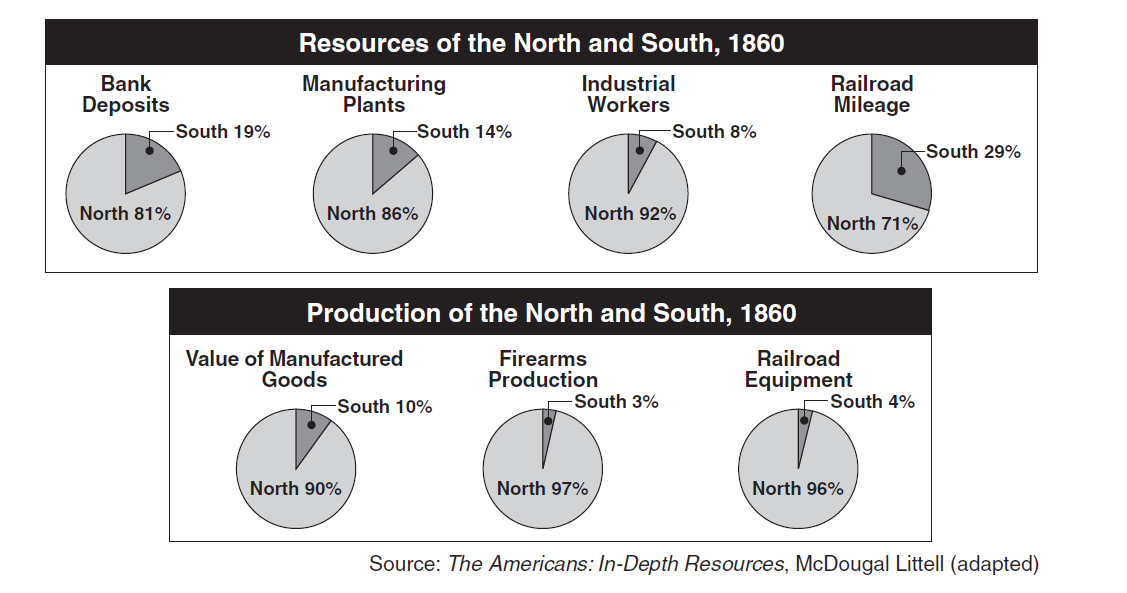 Resources of the North and South, 1860
Bank
Deposits
South 19%
North 81%
Manufacturing
Plants
South 14%
North 86%
Industrial
Workers
South 8%
North 92%
Railroad
Mileage
South 29%
North 71%
Production of the North and South, 1860
Value of Manufactured
Goods
South 10%
North 90%
Firearms
Production
South 3%
North 97%
Railroad
Equipment
South 4%
North 96%
Source: The Americans: In-Depth Resources, McDougal Littell (adapted)